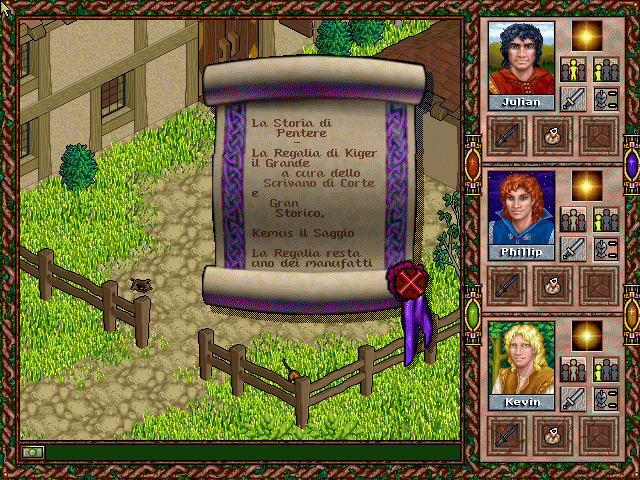 La Storia di
Pentere
–
La Regalia di Kiger
il Grande
a cura dello
Scrivano di Corte
e
Gran
Storico,
Kemus il Saggio
La Regalia resta
uno dei manufatti
Julian
Phillip
Kevin